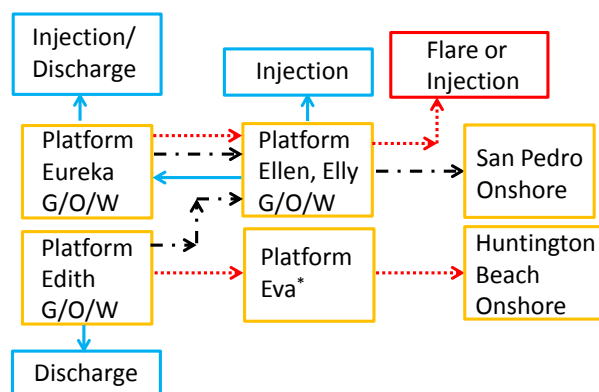 Injection/
Discharge
Injection
Flare or
Injection
Platform
Eureka
G/O/W
Platform
Ellen, Elly
G/O/W
San Pedro
Onshore
Platform
Edith
G/O/W
Platform
Eva*
Huntington
Beach
Onshore
Discharge